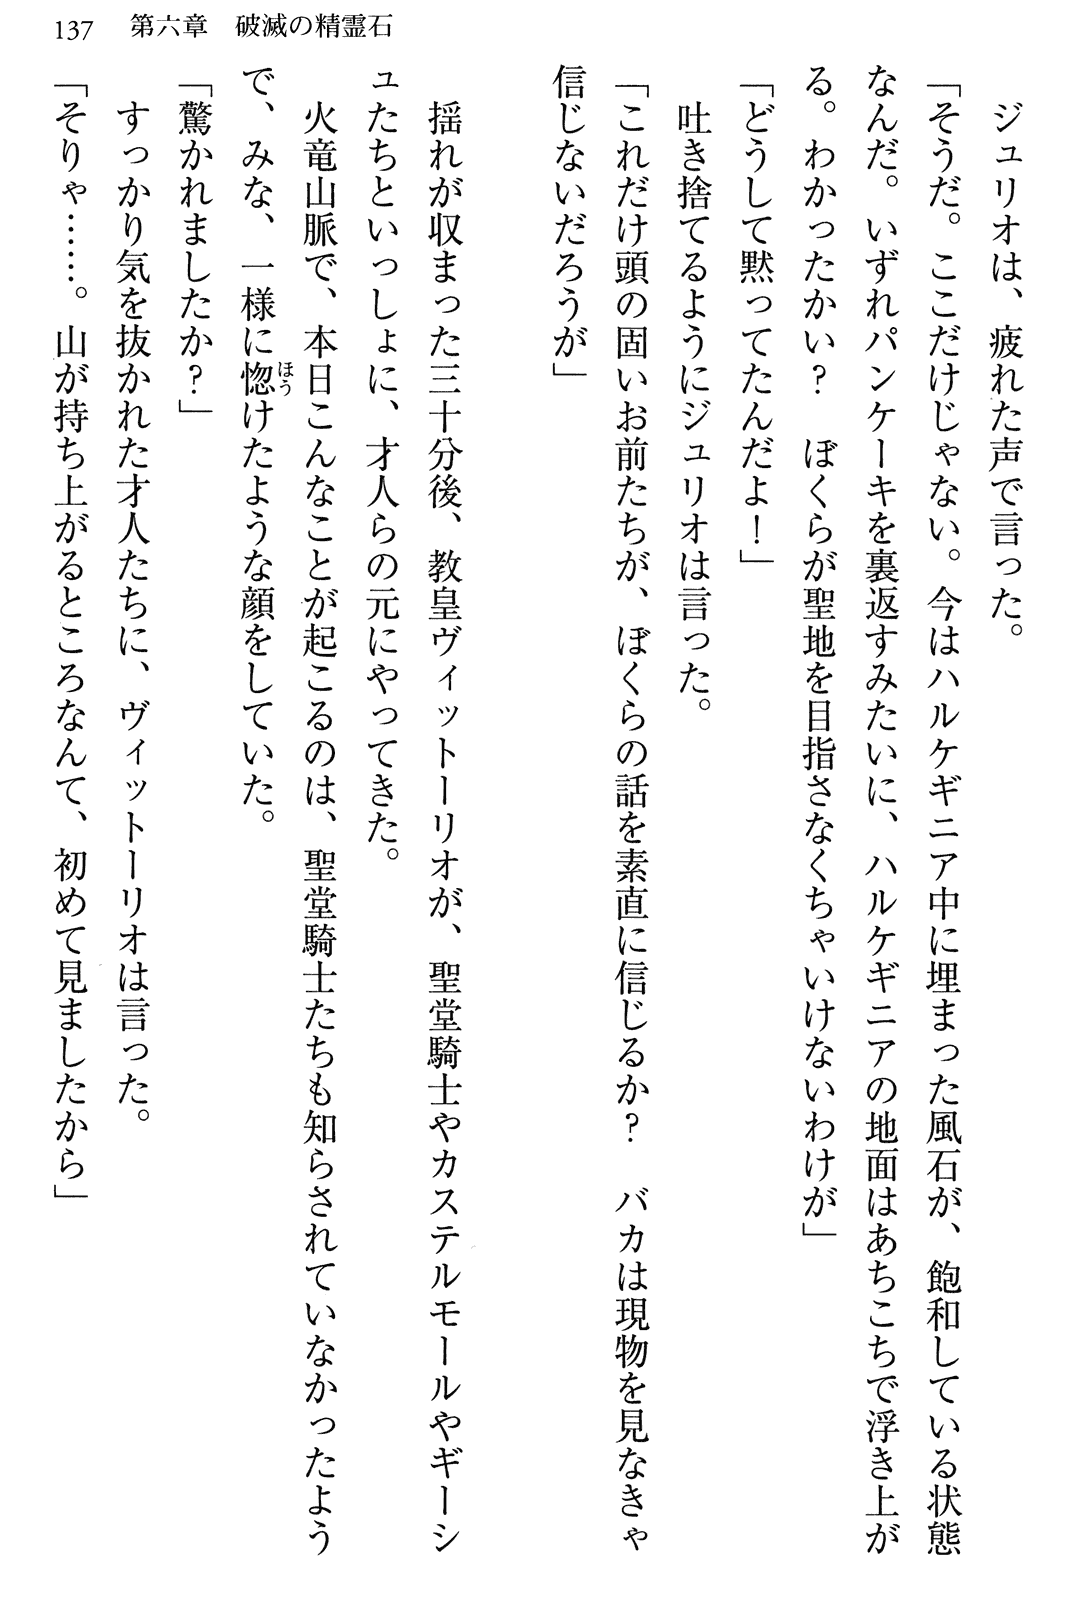 137　第六章　破滅の精霊石
　ジュリオは、疲れた声で言った。
「そうだ。ここだけじゃない。今はハルケギニア中に埋まった風石が、飽和している状態
なんだ。いずれパンケーキを裏返すみたいに、ハルケギニアの地面はあちこちで浮き上が
る。わかったかい？　ぼくらが聖地を目指さなくちゃいけないわけが」
「どうして黙ってたんだよ！」
　吐き捨てるようにジュリオは言った。
「これだけ頭の固いお前たちが、ぼくらの話を素直に信じるか？　バカは現物を見なきゃ
信じないだろうが」
　揺れが収まった三十分後、教皇ヴィットーリオが、聖堂騎士やカステルモールやギーシ
ュたちといっしょに、才人らの元にやってきた。
　火竜山脈で、本日こんなことが起こるのは、聖堂騎士たちも知らされていなかったよう
で、みな、一様に惚ほうけたような顔をしていた。
「驚かれましたか？」
　すっかり気を抜かれた才人たちに、ヴィットーリオは言った。
「そりゃ……。山が持ち上がるところなんて、初めて見ましたから」